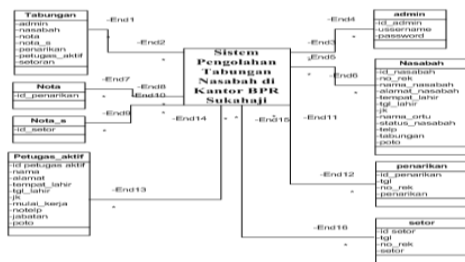 Tabungan
-admin
-nasabah
-nota
-nota_s
-penarikan
-petugas_aktif
-setoran
-End1
-End2
Sistem
Pengolahan
Tabungan
Nasabah di
Kantor BPR
Sukahaji
-End4
-End3
admin
-id_admin
-username
-password
-End5
-End6
Nasabah
-id_nasabah
-no_rek
-nama_nasabah
-alamat_nasabah
-tempat_lahir
-tgl_lahir
-jk
-nama_ortu
-status_nasabah
-telp
-tabungan
-poto
Nota
-id_penarikan
-End7
-End8
Nota_s
-id_setor
-End10
-End9
-End14
-End15
-End11
Petugas_aktif
-id petugas aktif
-nama
-alamat
-tempat_lahir
-tgl_lahir
-jk
-mulai_kerja
-notelp
-jabatan
-poto
-End13
-End12
penarikan
-id_penarikan
-tgl
-no_rek
-penarikan
-End16
setor
-id setor
-tgl
-no_rek
-setor